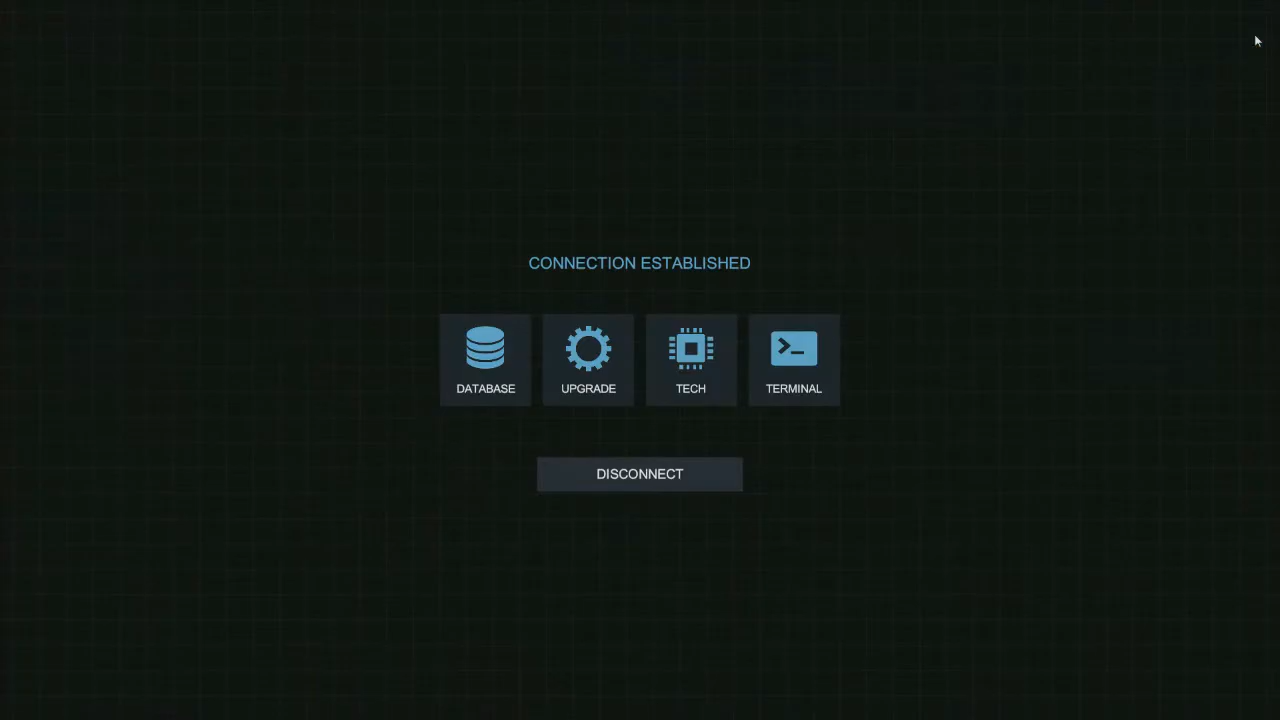 CONNECTION ESTABLISHED
DATABASE UPGRADE TECH TERMINAL
DISCONNECT